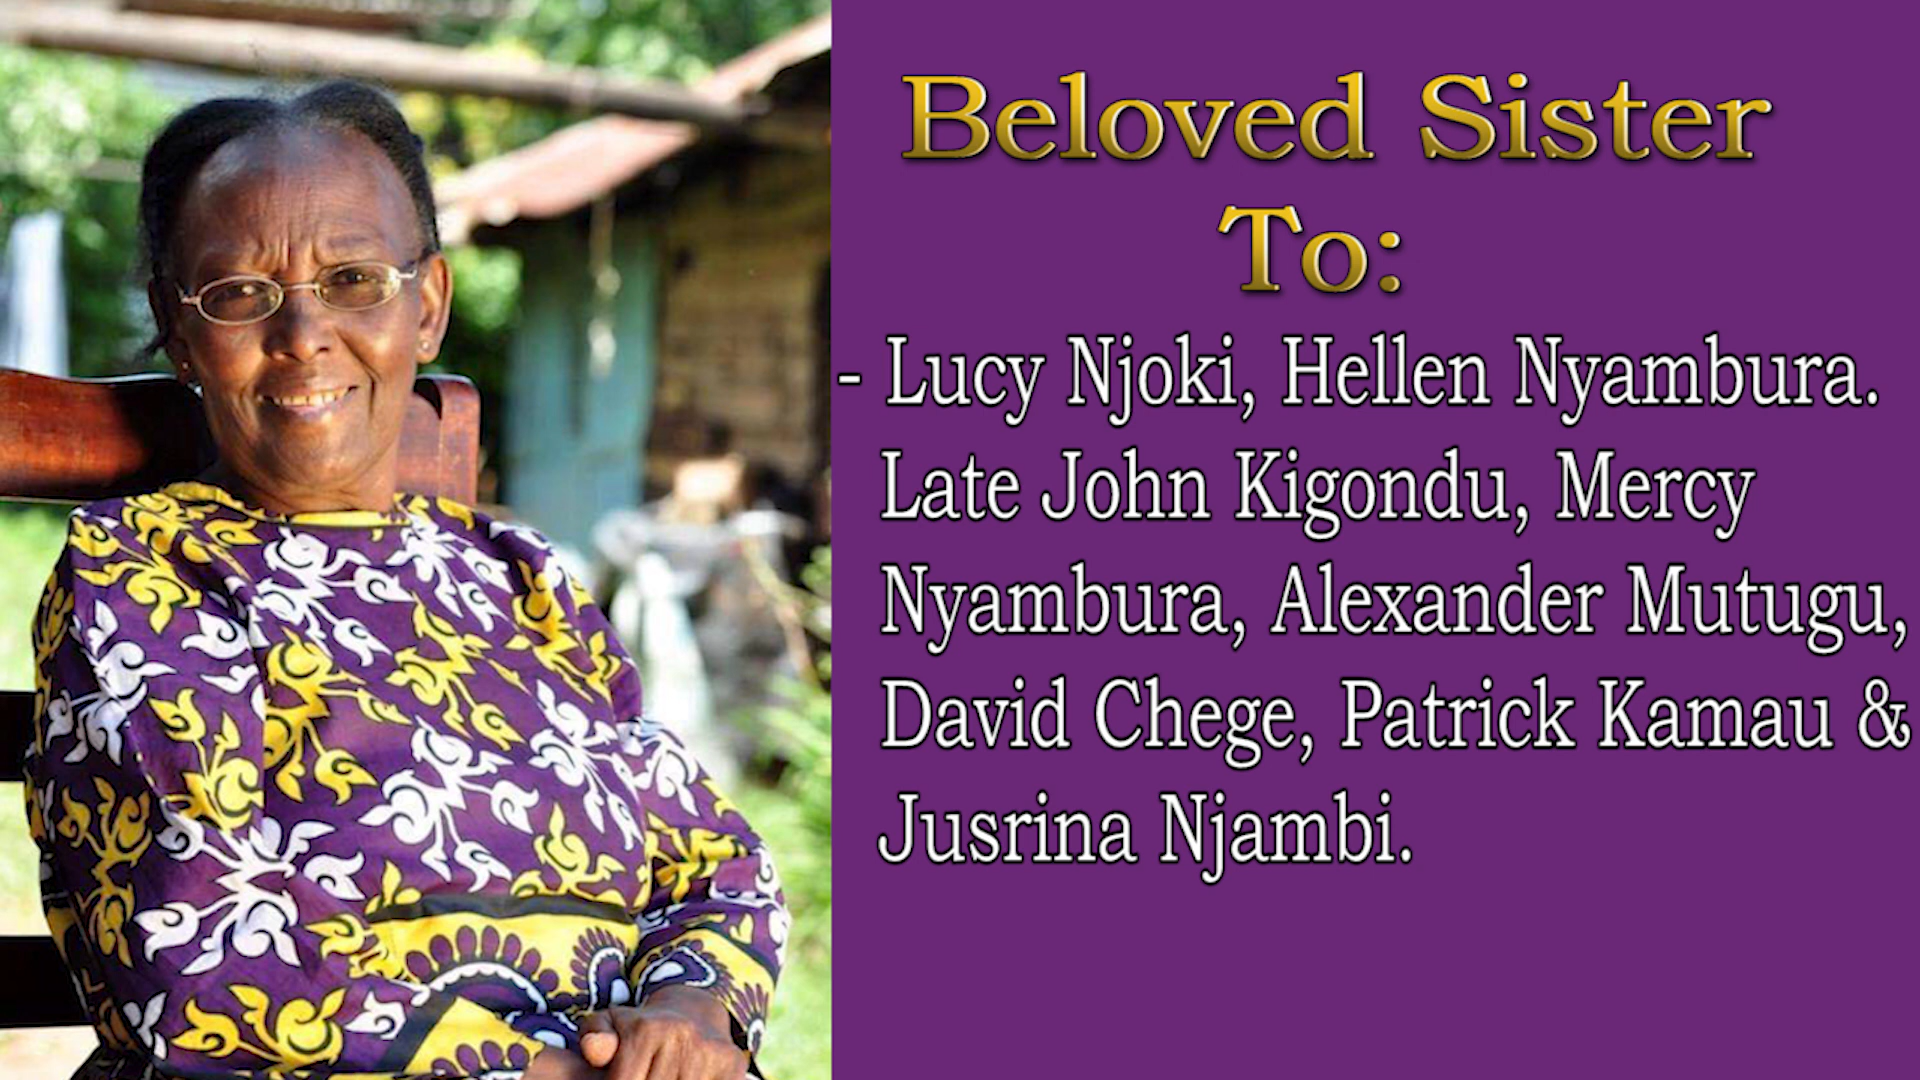 Beloved Sister
To:
- Lucy Njoki, Hellen Nyambura.
Late John Kigondu, Mercy
Nyambura, Alexander Mutugu,
David Chege, Patrick Kamau &
Jusrina Njambi.